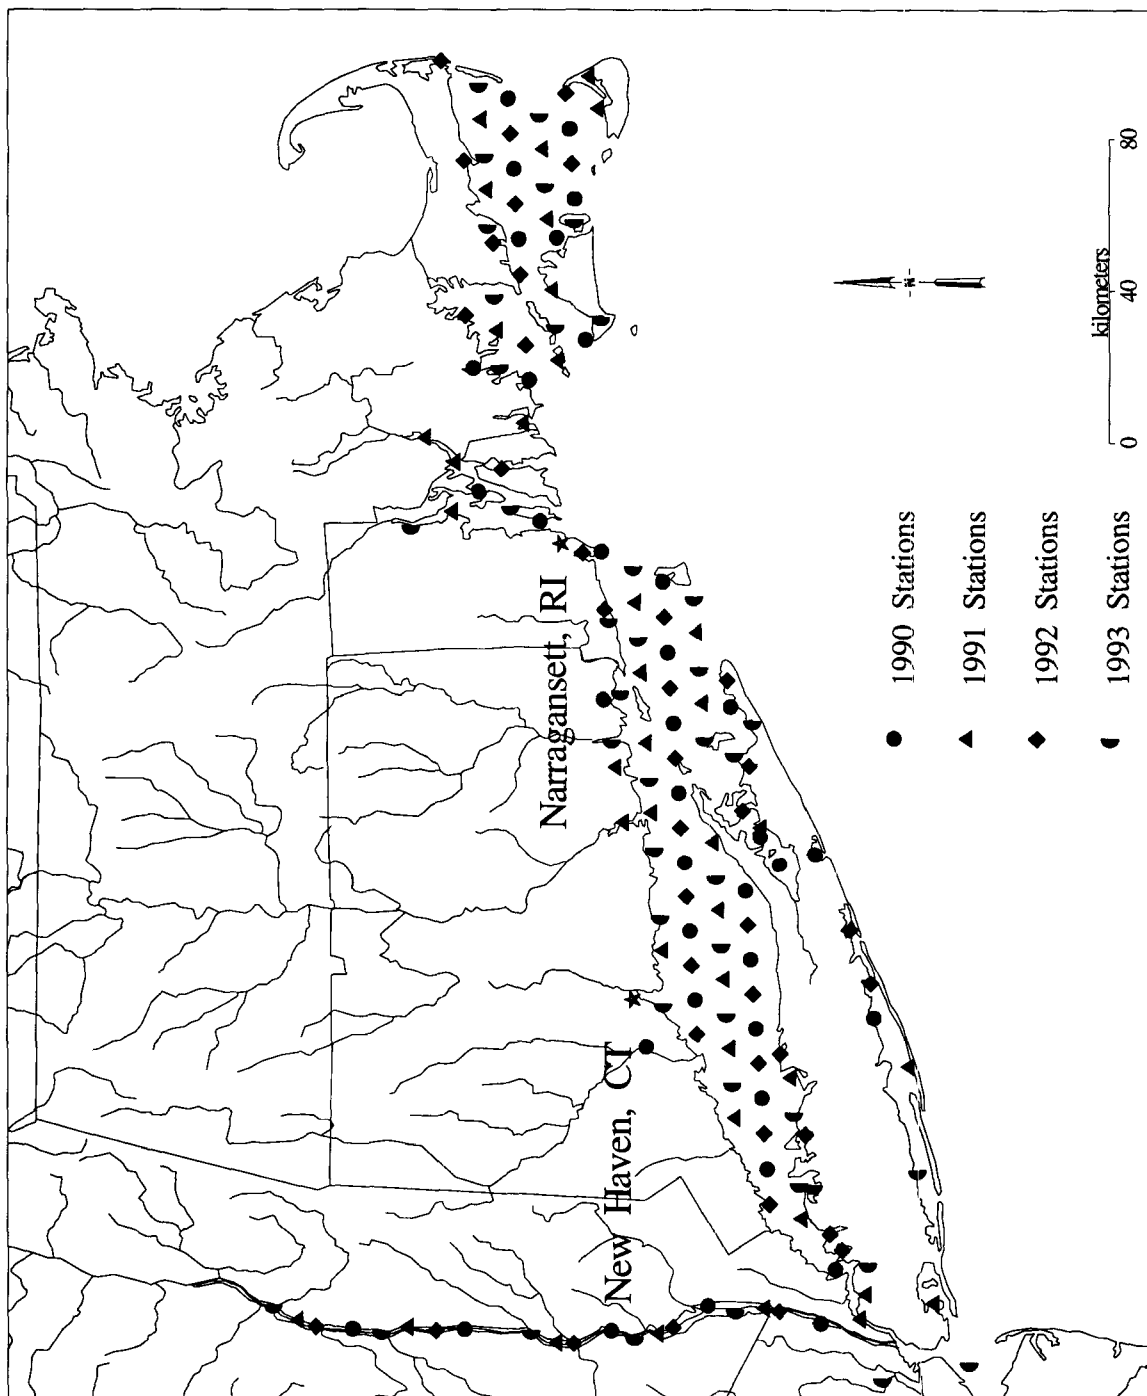 Narragansett, RI
New Haven, CT
1990 Stations
1991 Stations
1992 Stations
1993 Stations
0 40 80
kilometers